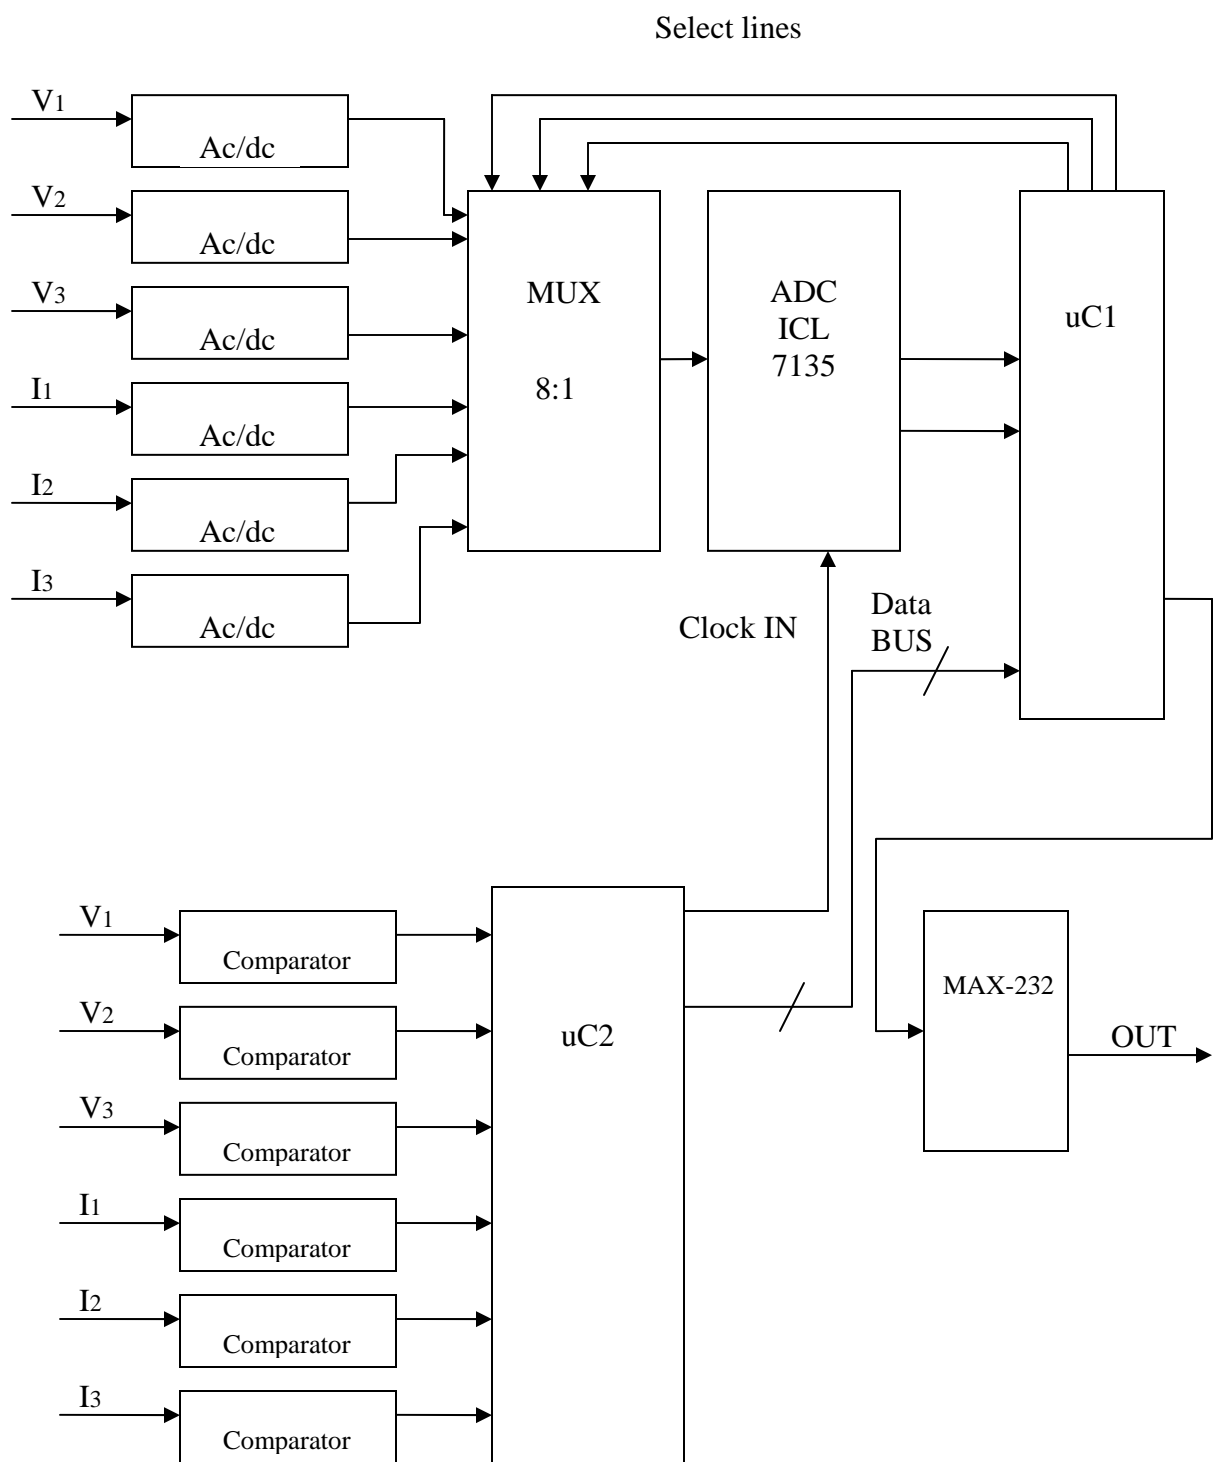 Select lines
V1
Ac/dc
V2
Ac/dc
V3
Ac/dc
I1
Ac/dc
I2
Ac/dc
I3
Ac/dc
MUX
8:1
ADC
ICL
7135
uC1
Clock IN
Data
BUS
V1
Comparator
V2
Comparator
V3
Comparator
I1
Comparator
I2
Comparator
I3
Comparator
uC2
MAX-232
OUT